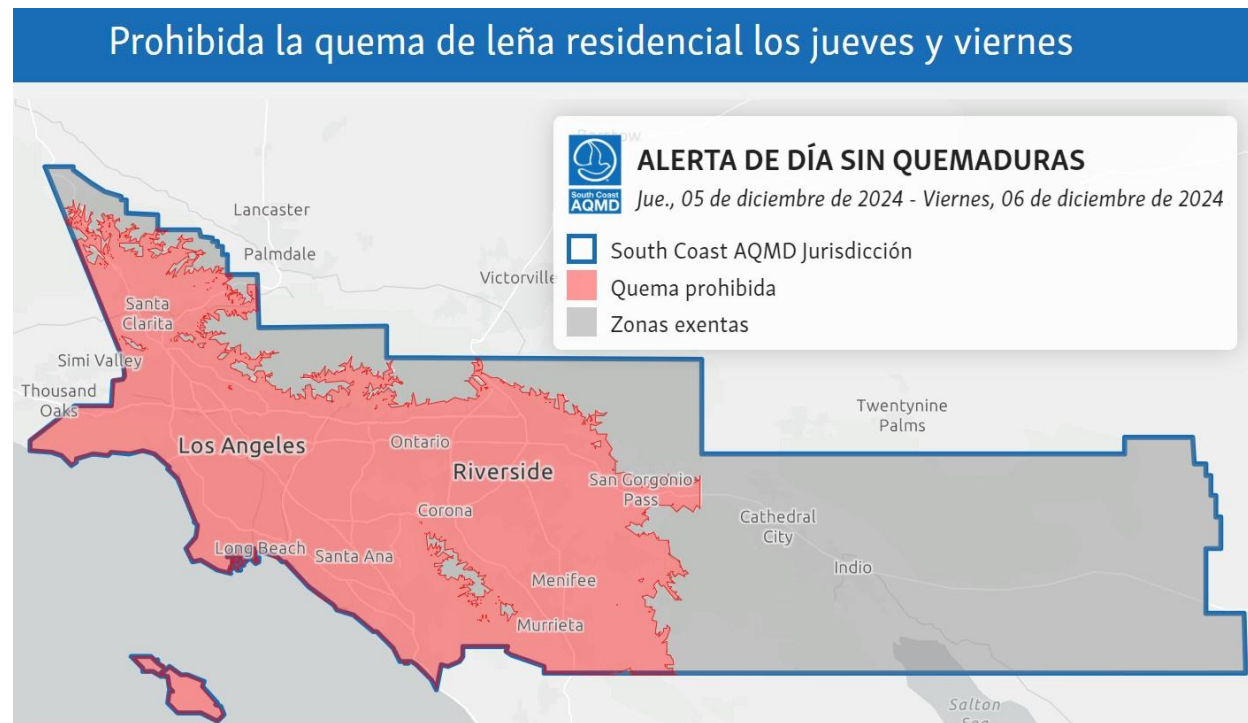 Prohibida la quema de leña residencial los jueves y viernes
ALERTA DE DÍA SIN QUEMADURAS
South Coast
AQMD
Jue., 05 de diciembre de 2024 - Viernes, 06 de diciembre de 2024
South Coast AQMD Jurisdicción
Quema prohibida
Zonas exentas
Lancaster
Palmdale
Victorville
Santa
Clarita
Simi Valley
Thousand
Oaks
Twentynine
Palms
Los Angeles
Ontario
Riverside
San Gorgonio
Pass
Corona
Cathedral
City
Long Beach
Santa Ana
Indio
Menifee
Murrieta
Salton
Sea